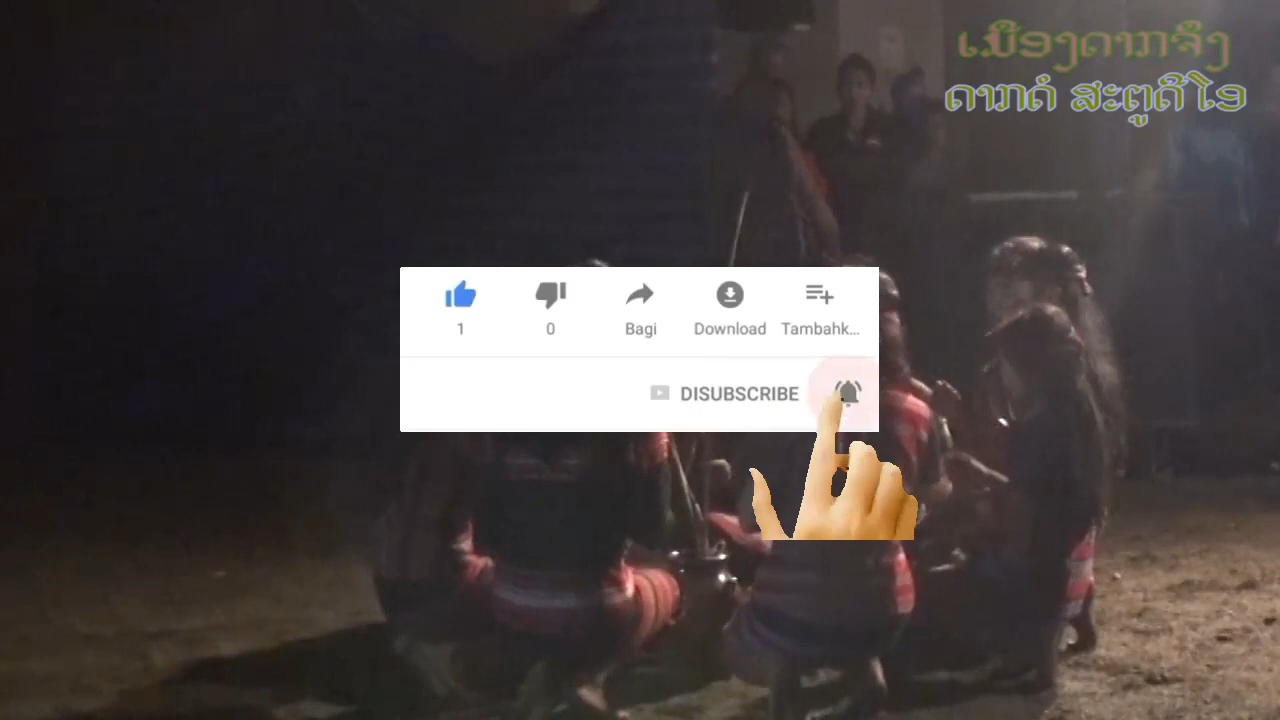 ເມືອງດາກຈຶງ
ດາກດໍ ສະຕູດິໂອ
1
0
Bagi
Download
Tambahk...
DISUBSCRIBE